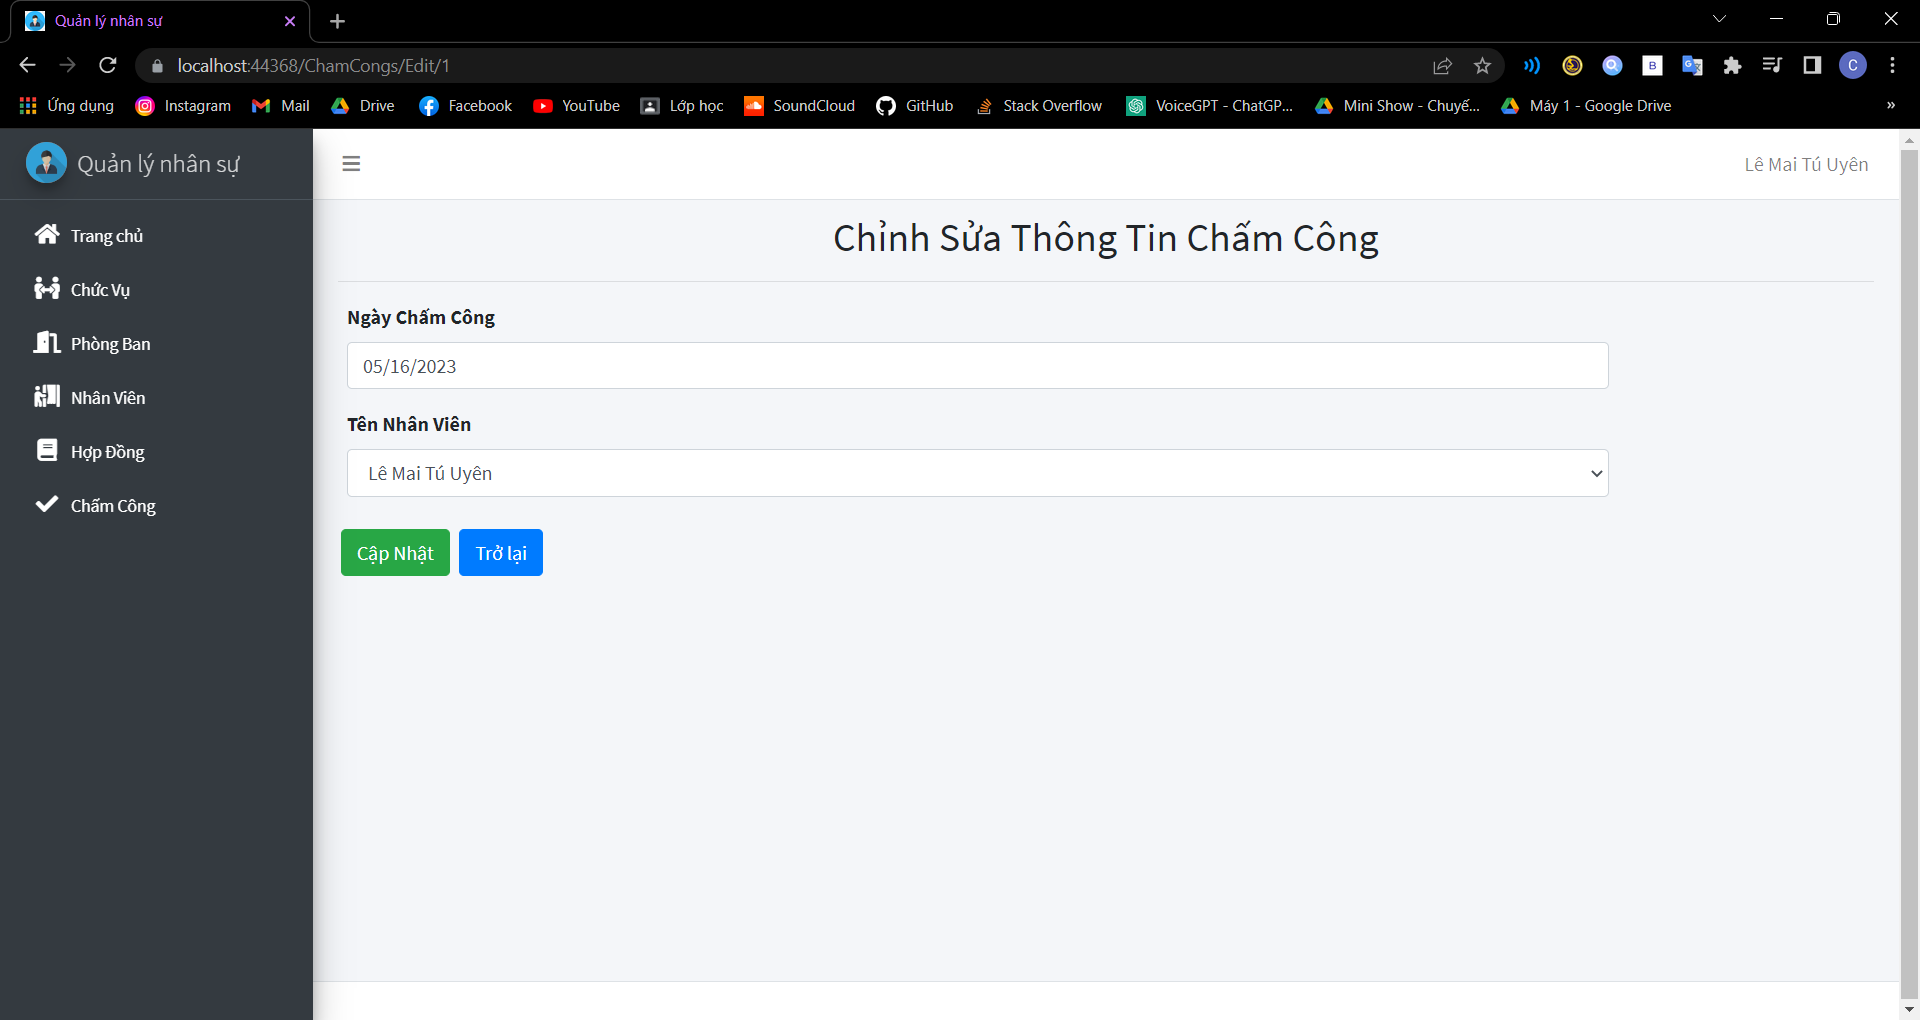 Quản lý nhân sự
localhost:44368/ChamCongs/Edit/1
C
Ứng dụng Instagram Mail Drive Facebook YouTube Lớp học SoundCloud GitHub Stack Overflow VoiceGPT - ChatGP... Mini Show - Chuyế... Máy 1 - Google Drive »
Quản lý nhân sự
Lê Mai Tú Uyên
Trang chủ
Chức Vụ
Phòng Ban
Nhân Viên
Hợp Đồng
Chấm Công
Chỉnh Sửa Thông Tin Chấm Công
Ngày Chấm Công
05/16/2023
Tên Nhân Viên
Lê Mai Tú Uyên
Cập Nhật Trở lại